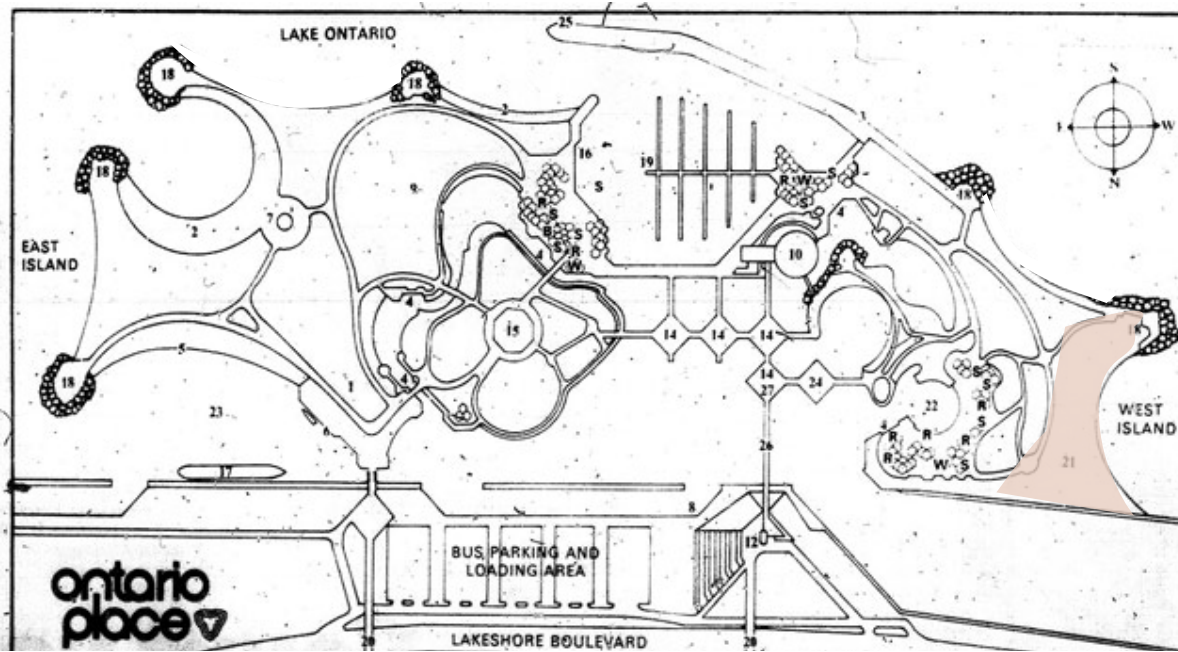 25
LAKE ONTARIO
18
18
2
3
S
E
W
N
16
19
9
S
R W S
S
18
18
R
S
B S
S
R
W
4
4
7
2
10
EAST
ISLAND
4
15
18
14
14
14
5
18
1
4
14
27
24
S
S
R
22
S
WEST
ISLAND
23
6
4
R
R
R
R
W
S
26
21
17
8
12
BUS PARKING AND
LOADING AREA
ontario
place
20
LAKESHORE BOULEVARD
20